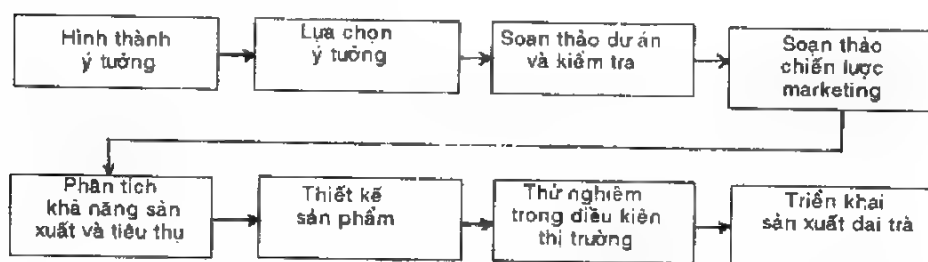 Hình thành
ý tưởng
Lựa chọn
ý tưởng
Soạn thảo dự án
và kiểm tra
Soạn thảo
chiến lược
marketing
Phân tích
khả năng sản
xuất và tiêu thụ
Thiết kế
sản phẩm
Thử nghiệm
trong điều kiện
thị trường
Triển khai
sản xuất đại trà